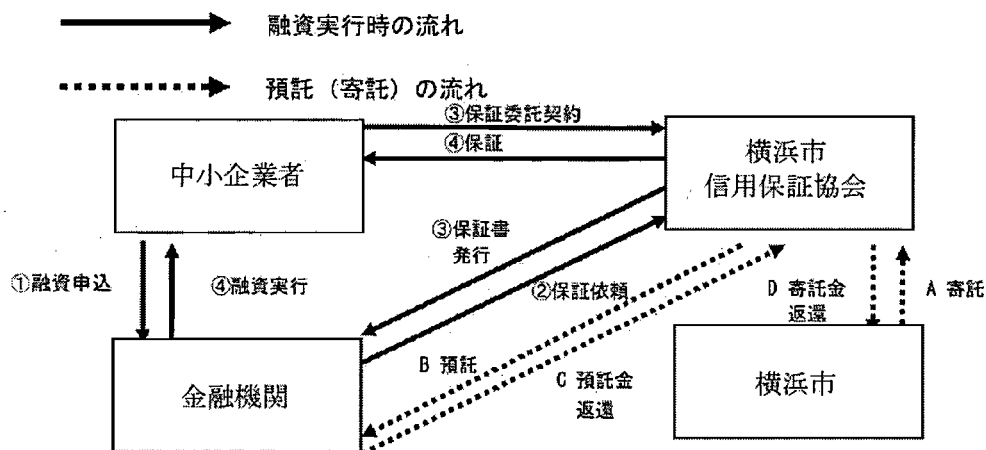 融資実行時の流れ
預託（寄託）の流れ
③保証委託契約
④保証
中小企業者
横浜市
信用保証協会
③保証書
発行
①融資申込
④融資実行
②保証依頼
D 寄託金
返還
A 寄託
B 預託
C 預託金
返還
金融機関
横浜市